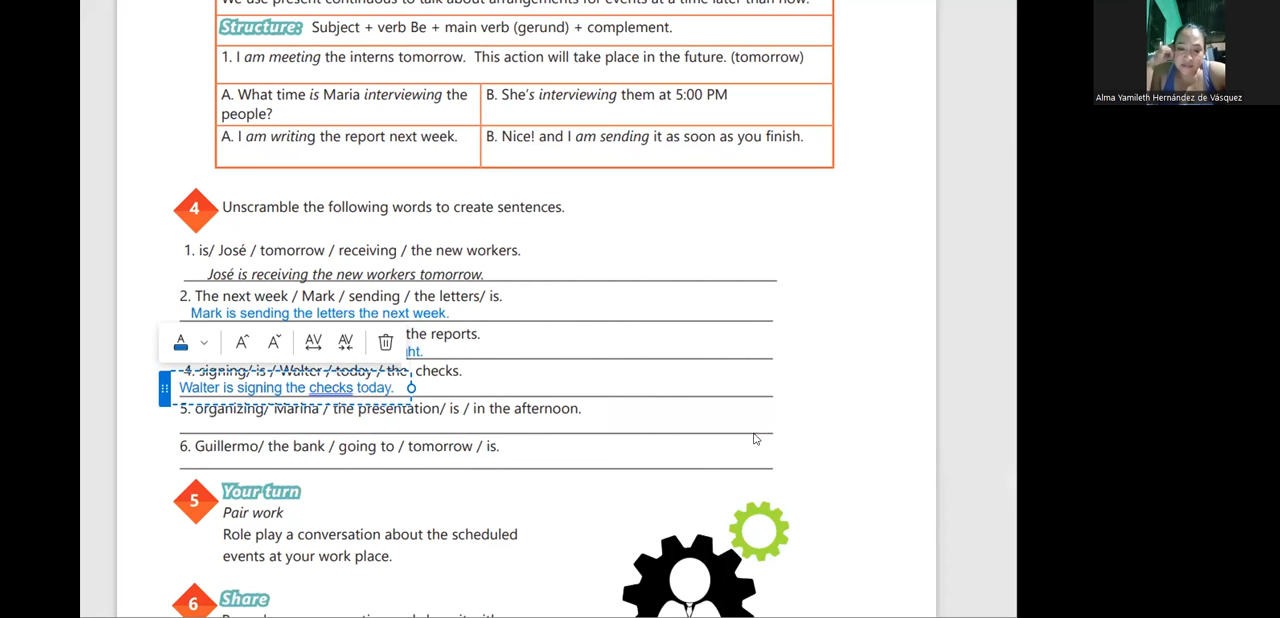 We use present continuous to talk about arrangements for events at a time later than now.
Structure: Subject + verb Be + main verb (gerund) + complement.
1. I am meeting the interns tomorrow. This action will take place in the future. (tomorrow)
A. What time is Maria interviewing the people?
B. She's interviewing them at 5:00 PM
A. I am writing the report next week.
B. Nice! and I am sending it as soon as you finish.
4 Unscramble the following words to create sentences.
1. is/ José / tomorrow / receiving / the new workers.
José is receiving the new workers tomorrow.
2. The next week / Mark / sending / the letters/ is.
Mark is sending the letters the next week.
the reports.
ht.
4. signing/ is / Walter / today / the checks.
Walter is signing the checks today.
5. organizing/ Marina / the presentation/ is / in the afternoon.
6. Guillermo/ the bank / going to / tomorrow / is.
5 Your turn
Pair work
Role play a conversation about the scheduled
events at your work place.
6 Share
Alma Yamileth Hernández de Vásquez